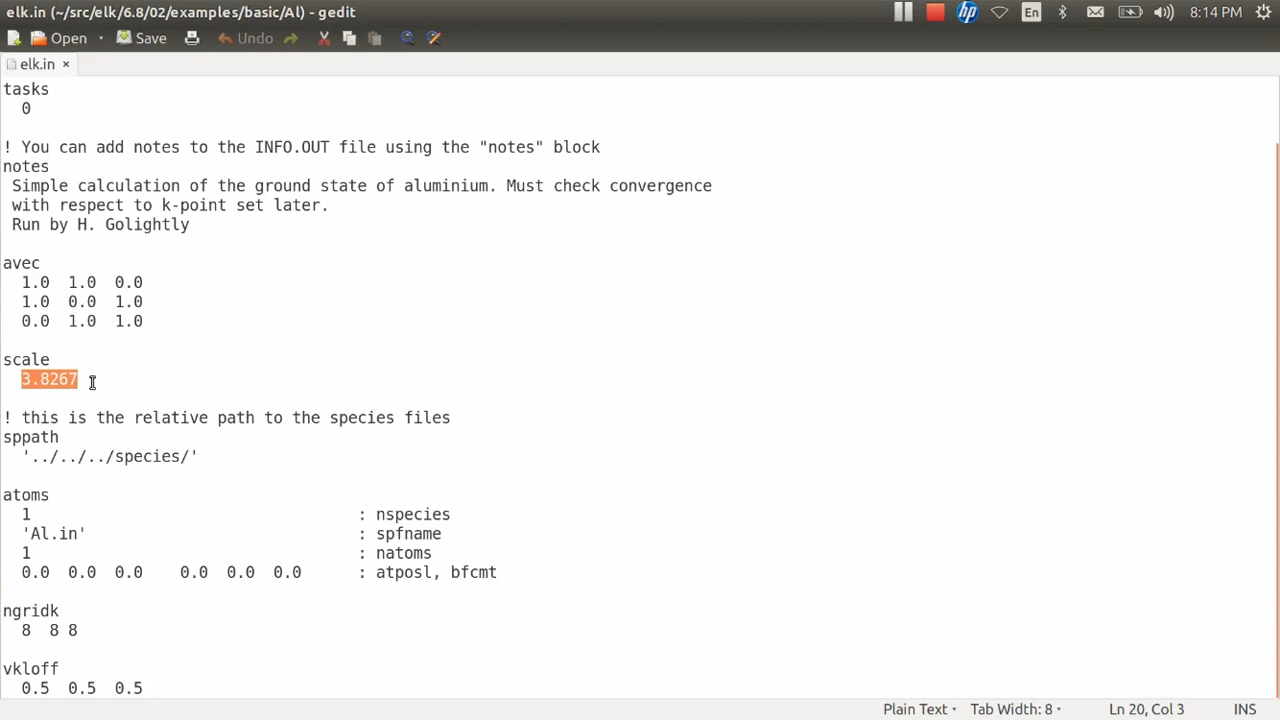 elk.in (~/src/elk/6.8/02/examples/basic/Al) - gedit
hp
En
8:14 PM
Open
Save
Undo
elk.in ×
tasks
0
! You can add notes to the INFO.OUT file using the "notes" block
notes
Simple calculation of the ground state of aluminium. Must check convergence
with respect to k-point set later.
Run by H. Golightly
avec
1.0 1.0 0.0
1.0 0.0 1.0
0.0 1.0 1.0
scale
3.8267
! this is the relative path to the species files
sppath
'../../../species/'
atoms
1 : nspecies
'Al.in' : spfname
1 : natoms
0.0 0.0 0.0 0.0 0.0 0.0 : atposl, bfcmt
ngridk
8 8 8
vkloff
0.5 0.5 0.5
Plain Text
Tab Width: 8
Ln 20, Col 3
INS